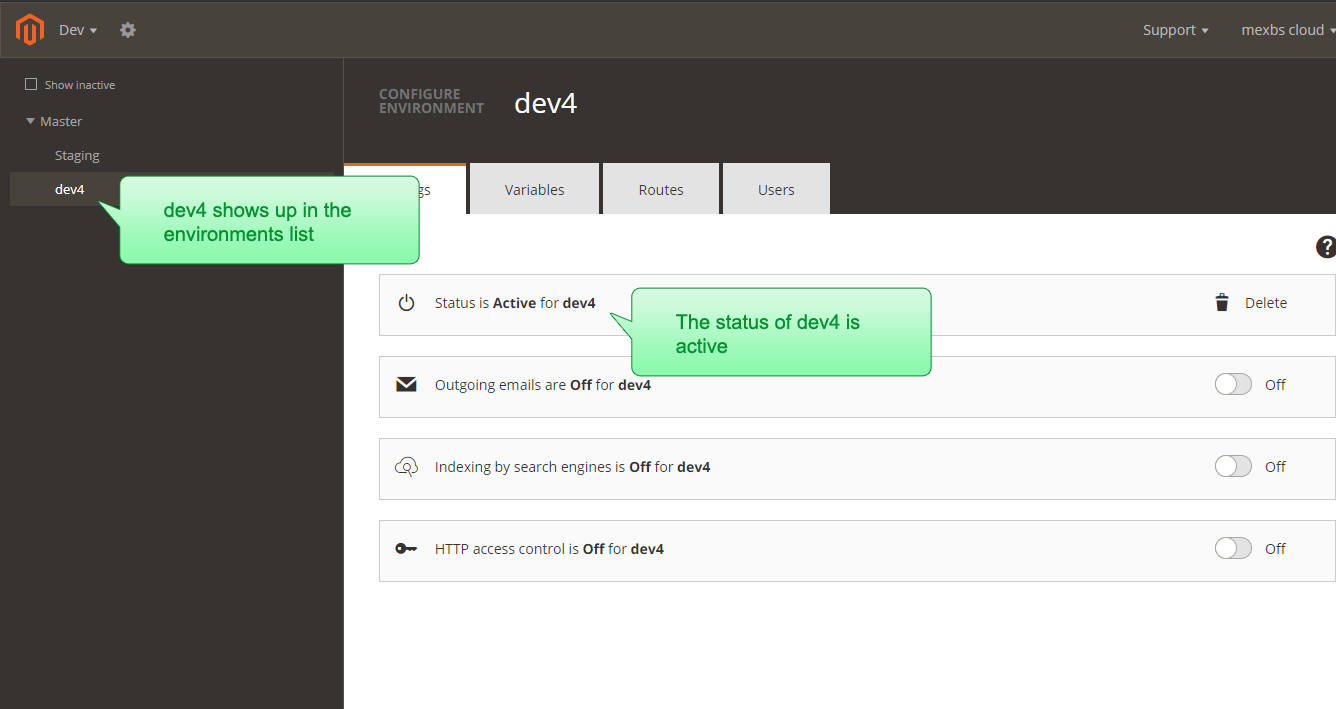 Dev
Support
mexbs cloud
Show inactive
CONFIGURE
ENVIRONMENT
dev4
Master
Staging
dev4
gs
Variables
Routes
Users
dev4 shows up in the
environments list
?
Status is Active for dev4
Delete
The status of dev4 is
active
Outgoing emails are Off for dev4
Off
Indexing by search engines is Off for dev4
Off
HTTP access control is Off for dev4
Off